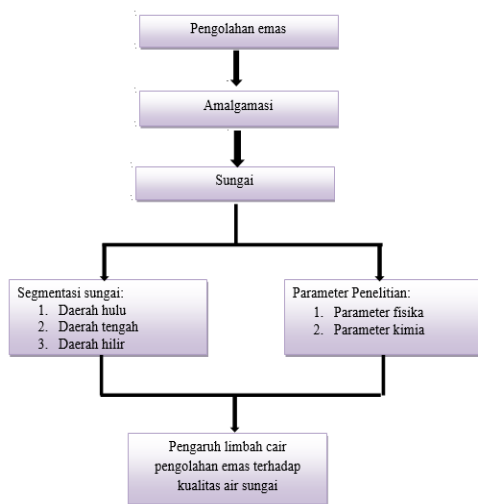 Pengolahan emas
Amalgamasi
Sungai
Segmentasi sungai:
1. Daerah hulu
2. Daerah tengah
3. Daerah hilir
Parameter Penelitian:
1. Parameter fisika
2. Parameter kimia
Pengaruh limbah cair
pengolahan emas terhadap
kualitas air sungai